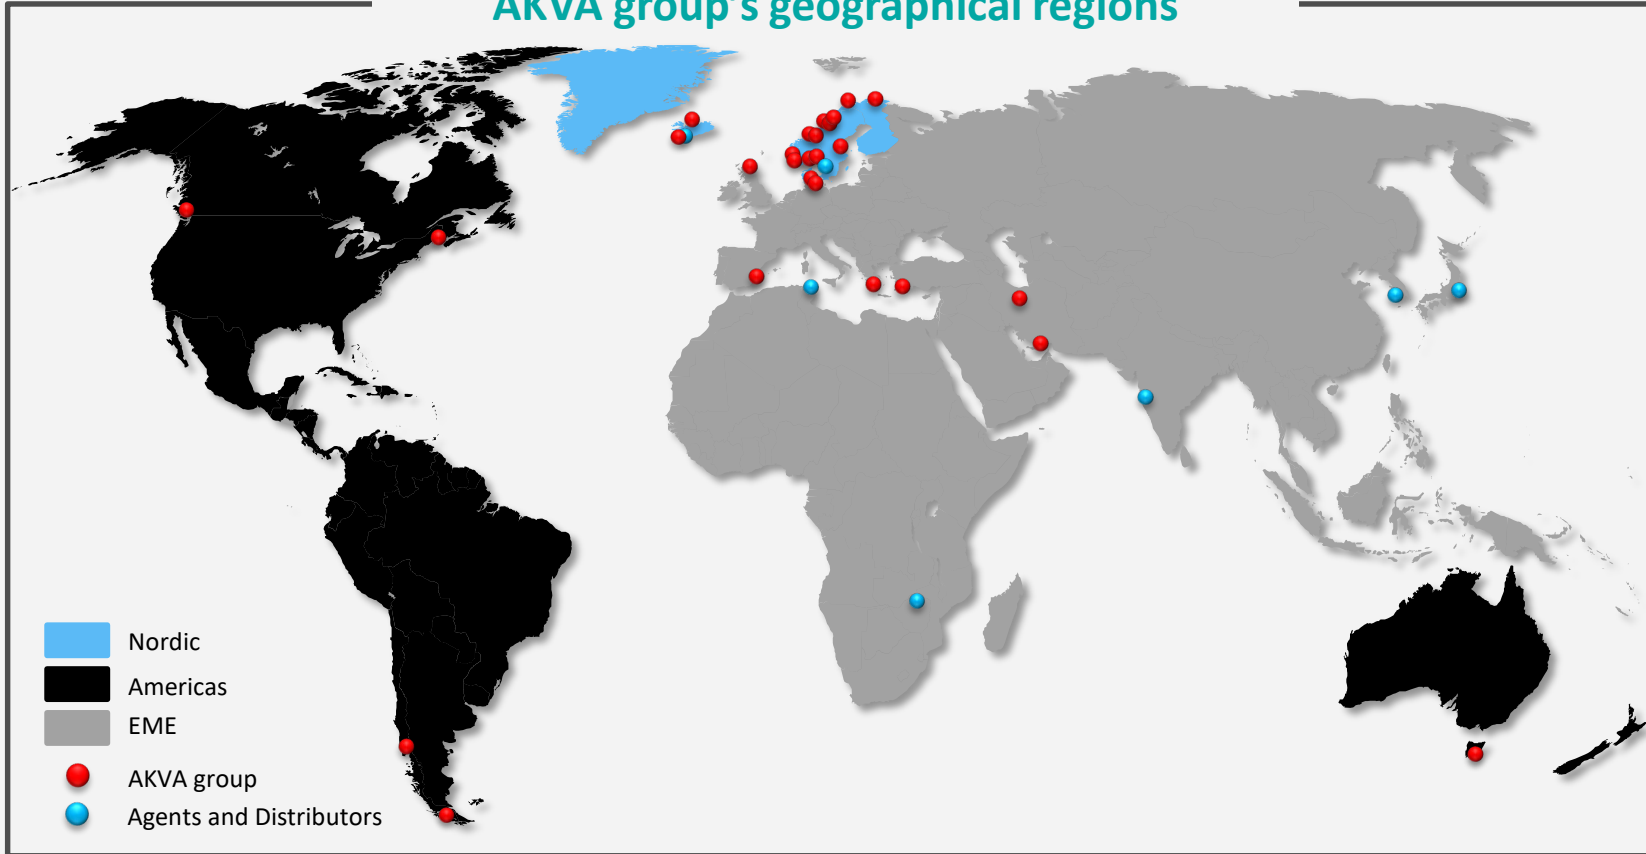 AKVA group's geographical regions
Nordic
Americas
EME
AKVA group
Agents and Distributors